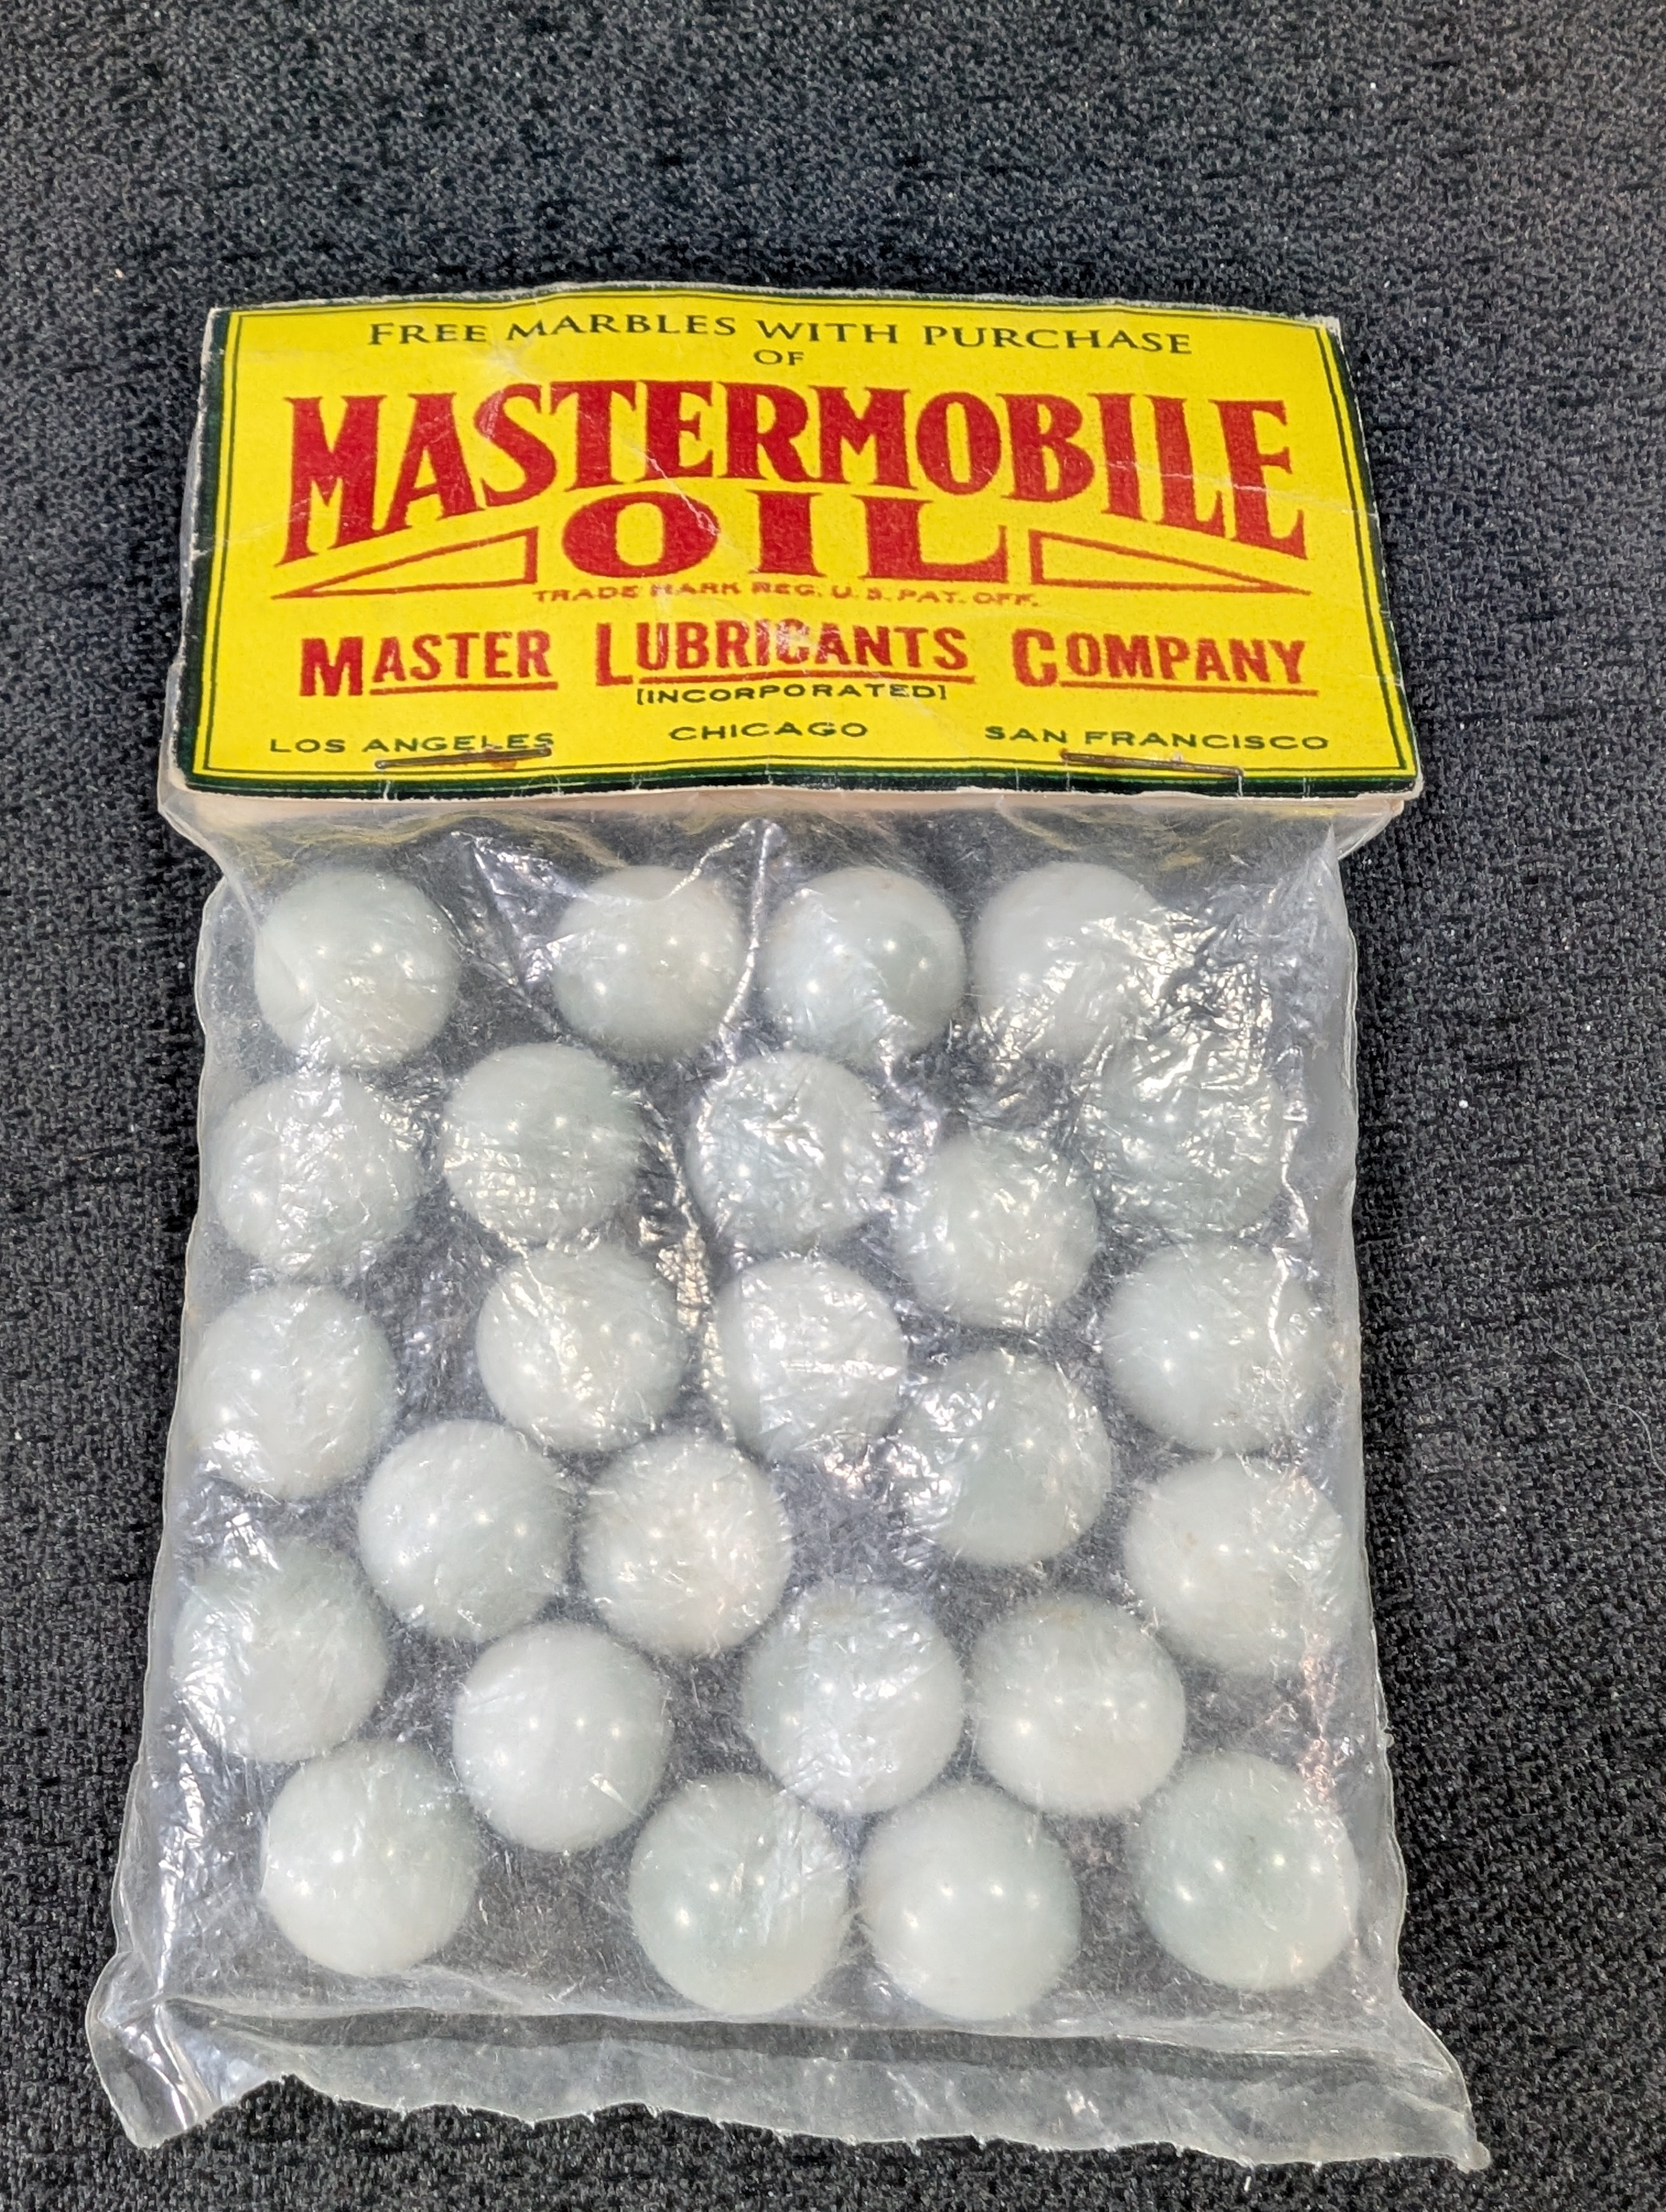 FREE MARBLES WITH PURCHASE
OF
MASTERMOBILE
OIL
TRADE MARK REG. U. S. PAT. OFF.
MASTER LUBRICANTS COMPANY
[INCORPORATED]
LOS ANGELES CHICAGO SAN FRANCISCO